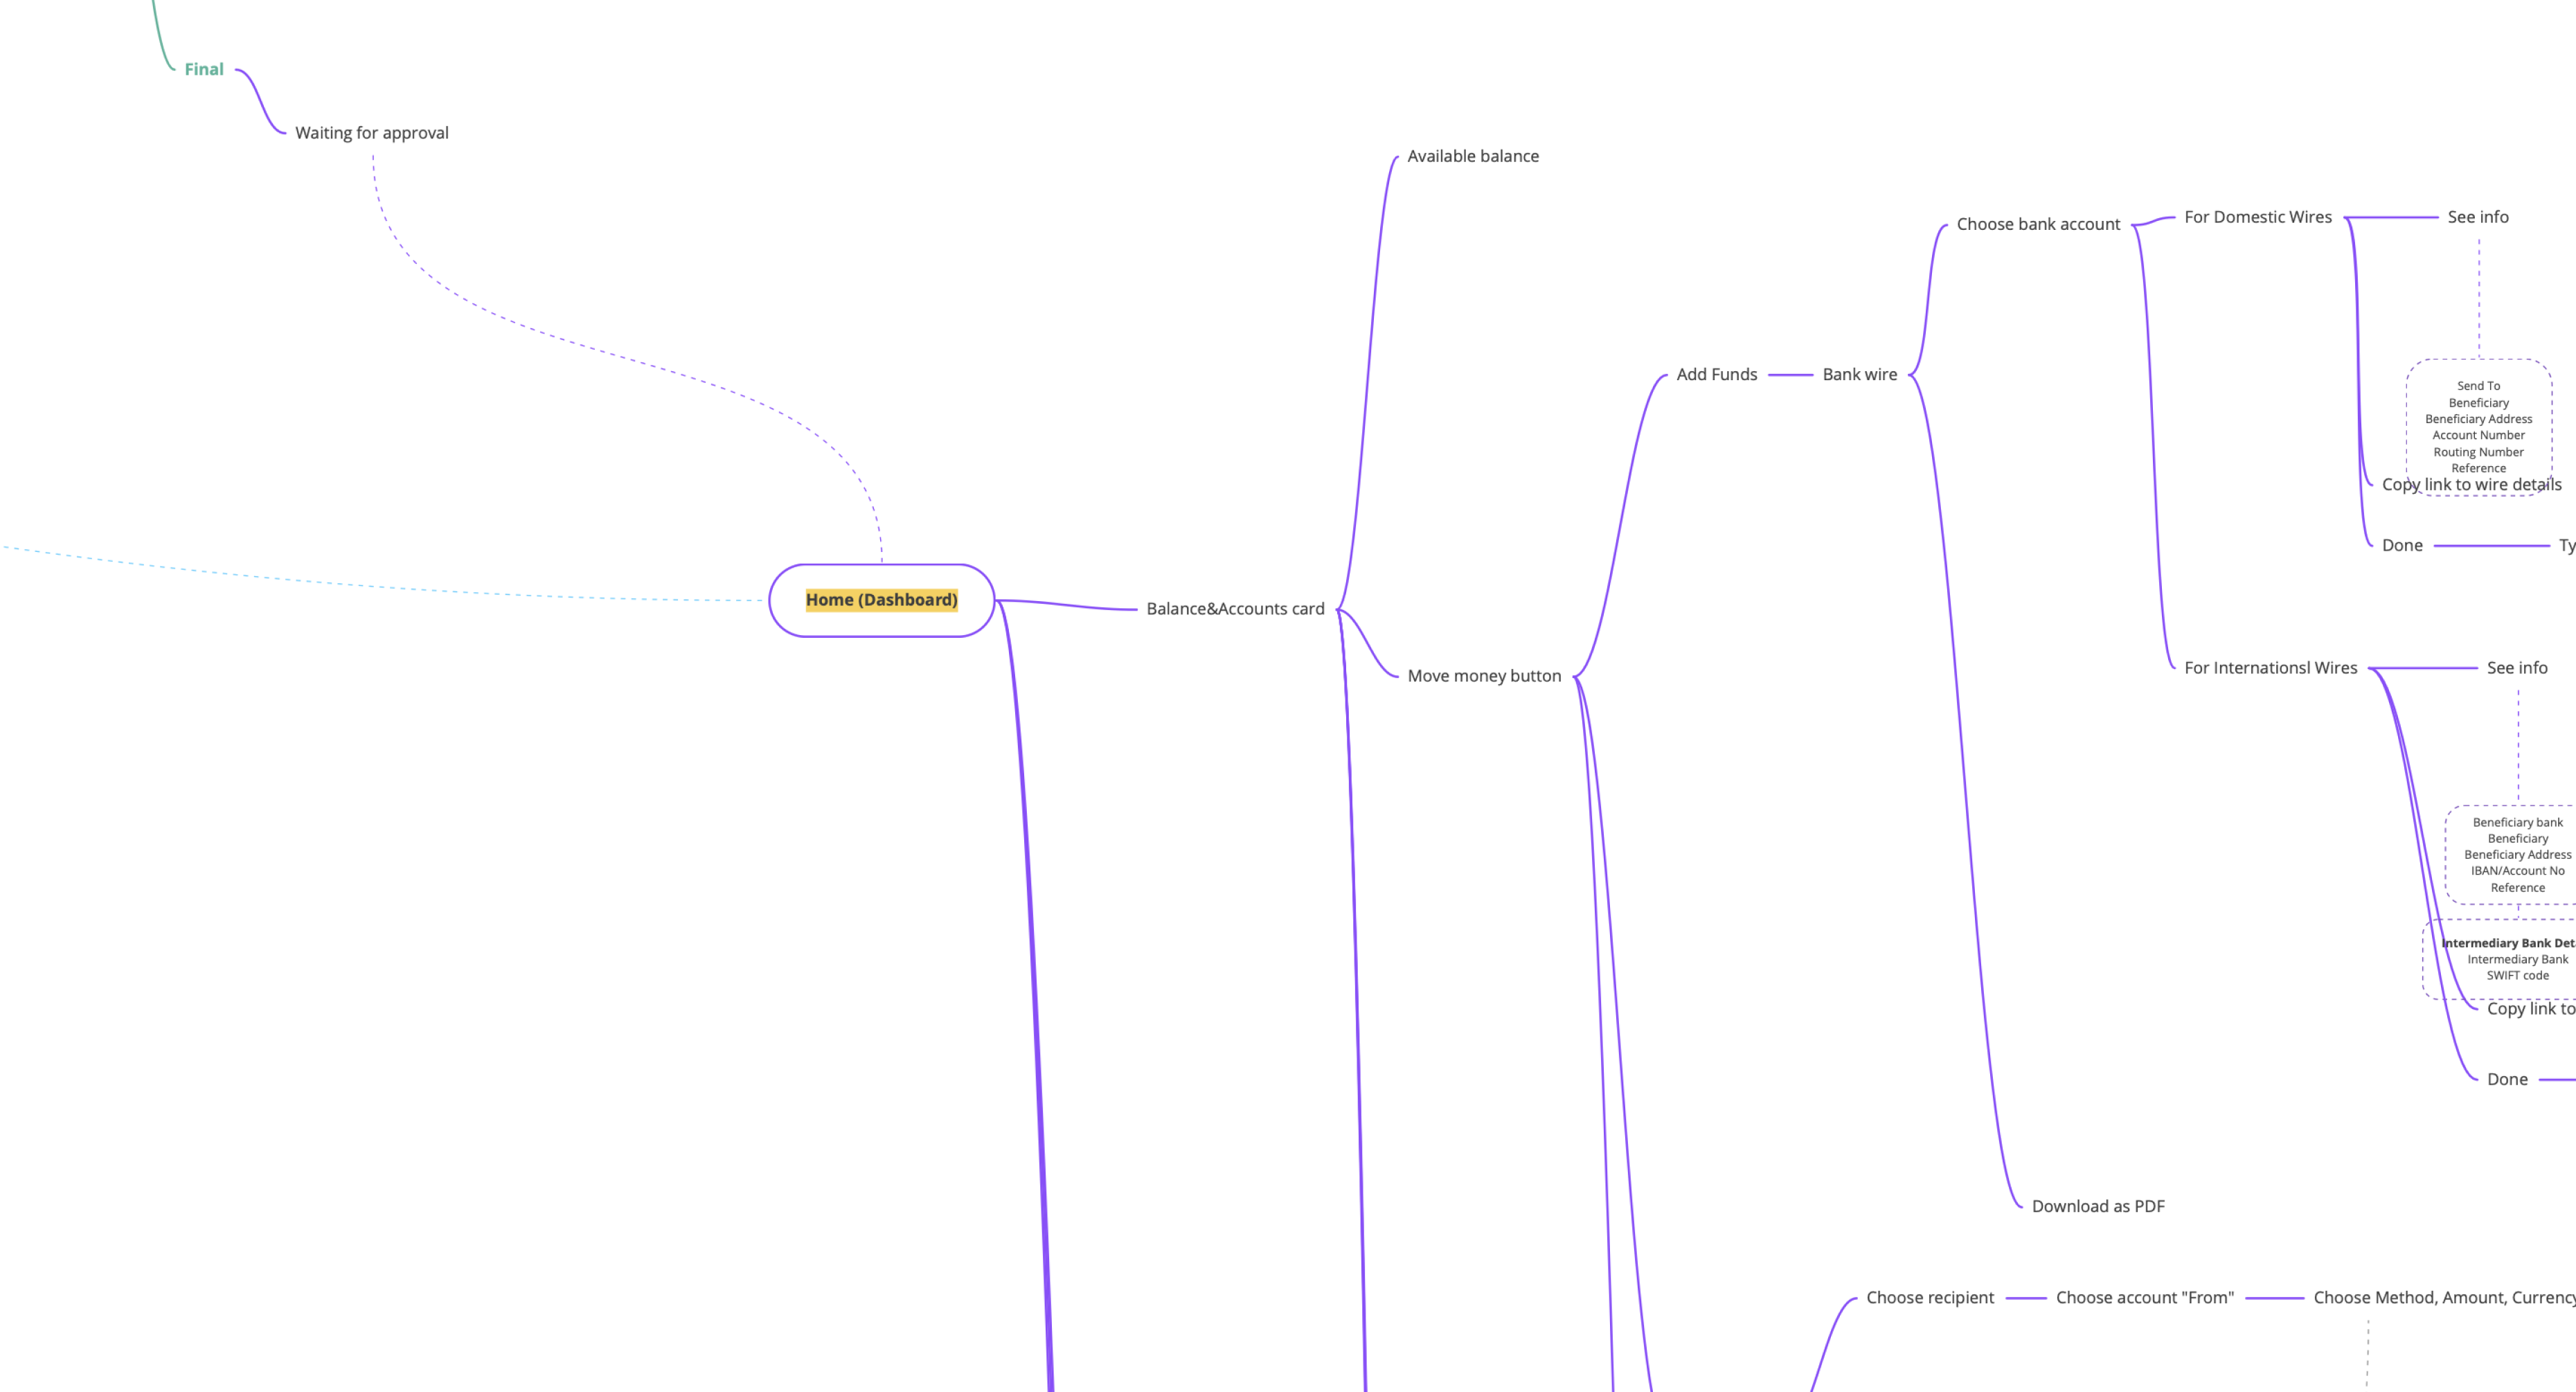 Final
Waiting for approval
Available balance
Choose bank account
For Domestic Wires
See info
Add Funds
Bank wire
Send To
Beneficiary
Beneficiary Address
Account Number
Routing Number
Reference
Copy link to wire details
Done
Ty
Home (Dashboard)
Balance&Accounts card
Move money button
For Internationsl Wires
See info
Beneficiary bank
Beneficiary
Beneficiary Address
IBAN/Account No
Reference
Intermediary Bank Det
Intermediary Bank
SWIFT code
Copy link to
Done
Download as PDF
Choose recipient
Choose account "From"
Choose Method, Amount, Currency